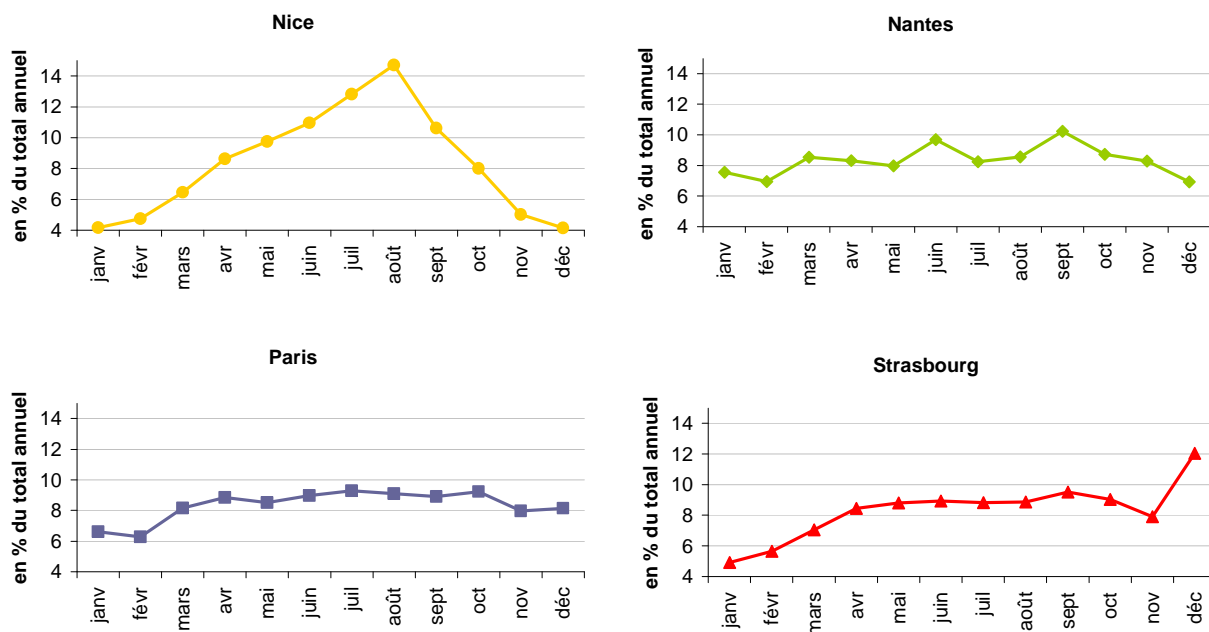 Nice
en % du total annuel
14
12
10
8
6
4
janv
févr
mars
avr
mai
juin
juil
août
sept
oct
nov
déc
Nantes
en % du total annuel
14
12
10
8
6
4
janv
févr
mars
avr
mai
juin
juil
août
sept
oct
nov
déc
Paris
en % du total annuel
14
12
10
8
6
4
janv
févr
mars
avr
mai
juin
juil
août
sept
oct
nov
déc
Strasbourg
en % du total annuel
14
12
10
8
6
4
janv
févr
mars
avr
mai
juin
juil
août
sept
oct
nov
déc